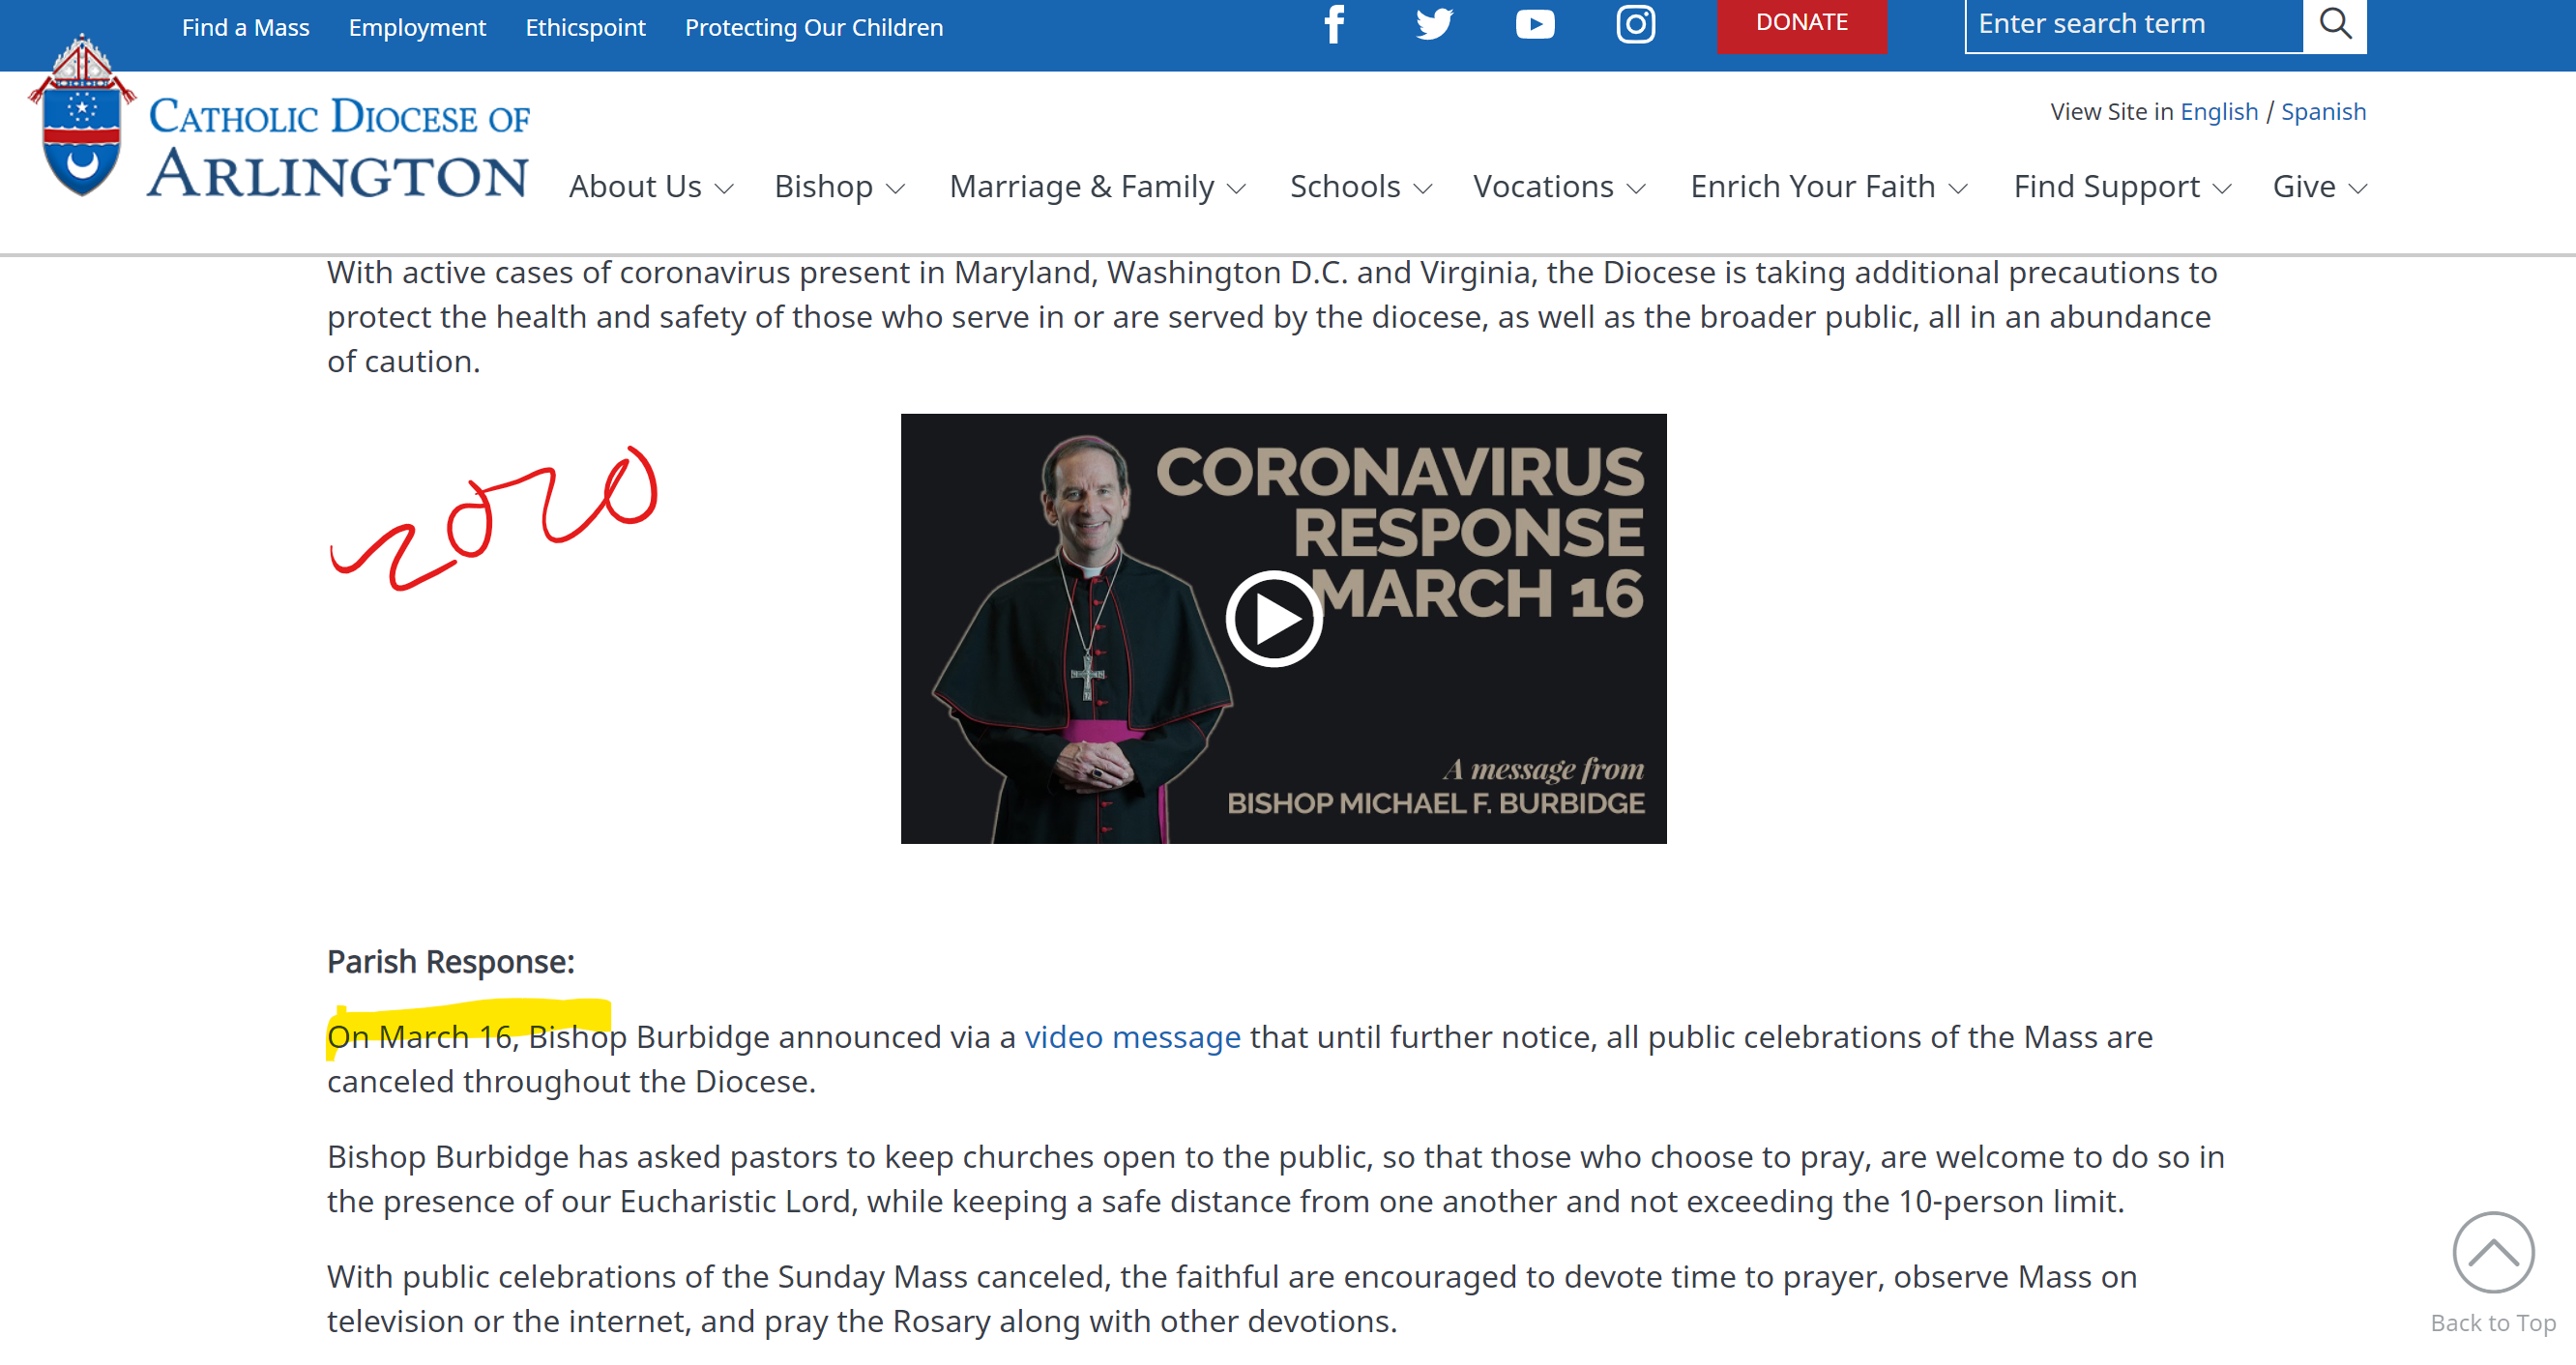 Find a Mass Employment Ethicspoint Protecting Our Children DONATE Enter search term
CATHOLIC DIOCESE OF
ARLINGTON
View Site in English / Spanish
About Us Bishop Marriage & Family Schools Vocations Enrich Your Faith Find Support Give
With active cases of coronavirus present in Maryland, Washington D.C. and Virginia, the Diocese is taking additional precautions to
protect the health and safety of those who serve in or are served by the diocese, as well as the broader public, all in an abundance
of caution.
2020
CORONAVIRUS
RESPONSE
MARCH 16
A message from
BISHOP MICHAEL F. BURBIDGE
Parish Response:
On March 16, Bishop Burbidge announced via a video message that until further notice, all public celebrations of the Mass are
canceled throughout the Diocese.
Bishop Burbidge has asked pastors to keep churches open to the public, so that those who choose to pray, are welcome to do so in
the presence of our Eucharistic Lord, while keeping a safe distance from one another and not exceeding the 10-person limit.
With public celebrations of the Sunday Mass canceled, the faithful are encouraged to devote time to prayer, observe Mass on
television or the internet, and pray the Rosary along with other devotions.
Back to Top